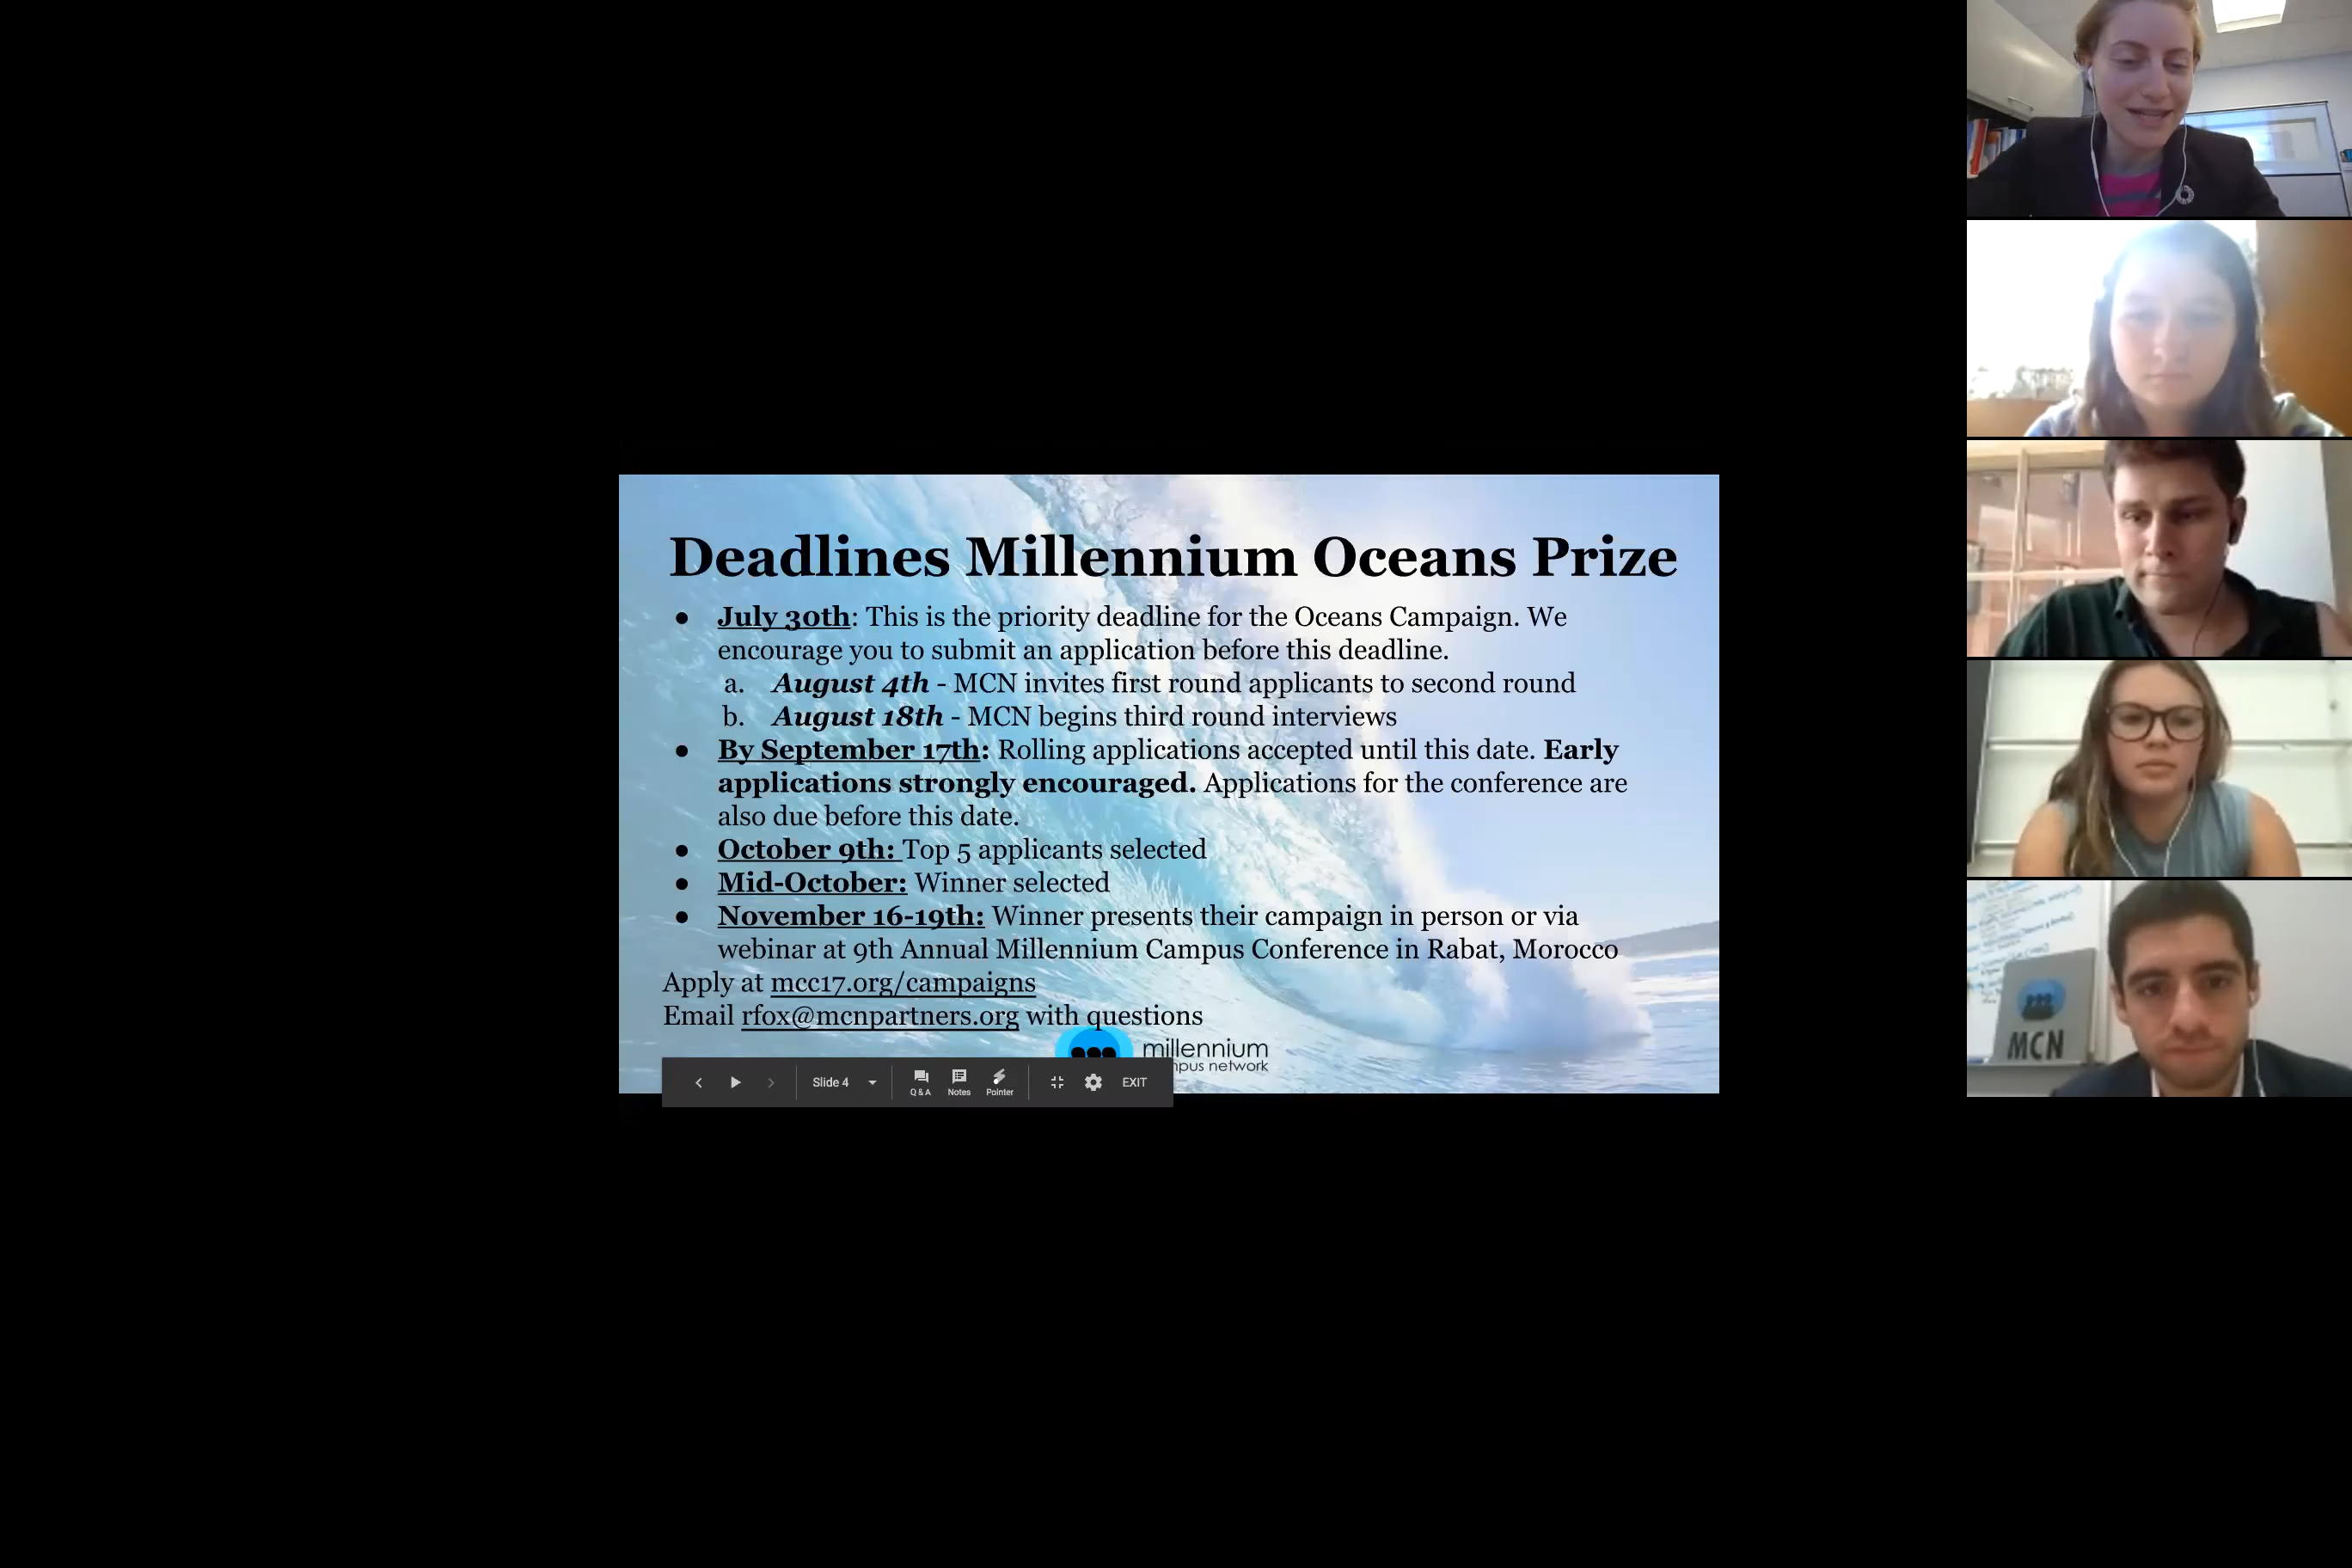 Deadlines Millennium Oceans Prize
● July 30th: This is the priority deadline for the Oceans Campaign. We
encourage you to submit an application before this deadline.
a. August 4th - MCN invites first round applicants to second round
b. August 18th - MCN begins third round interviews
● By September 17th: Rolling applications accepted until this date. Early
applications strongly encouraged. Applications for the conference are
also due before this date.
● October 9th: Top 5 applicants selected
● Mid-October: Winner selected
● November 16-19th: Winner presents their campaign in person or via
webinar at 9th Annual Millennium Campus Conference in Rabat, Morocco
Apply at mcc17.org/campaigns
Email rfox@mcnpartners.org with questions
millennium
network
Slide 4
Q & A
Notes
Pointer
EXIT
MCN